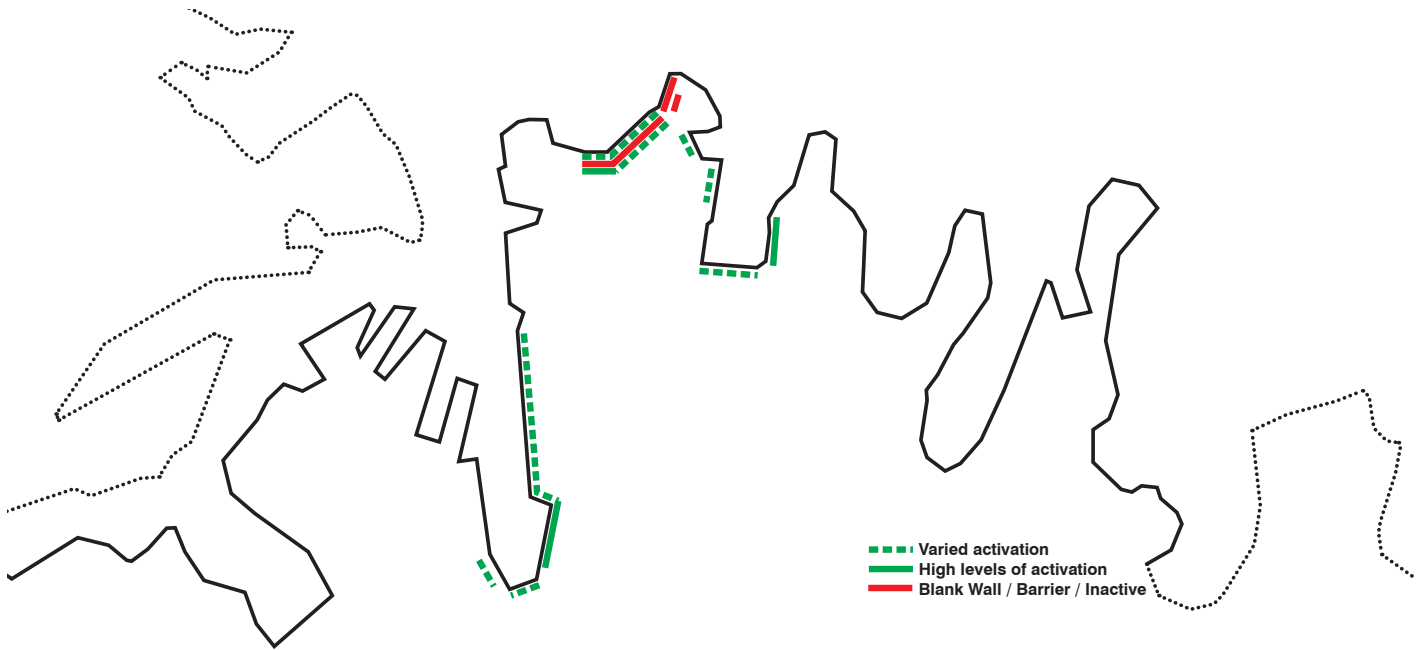 Varied activation
High levels of activation
Blank Wall / Barrier / Inactive